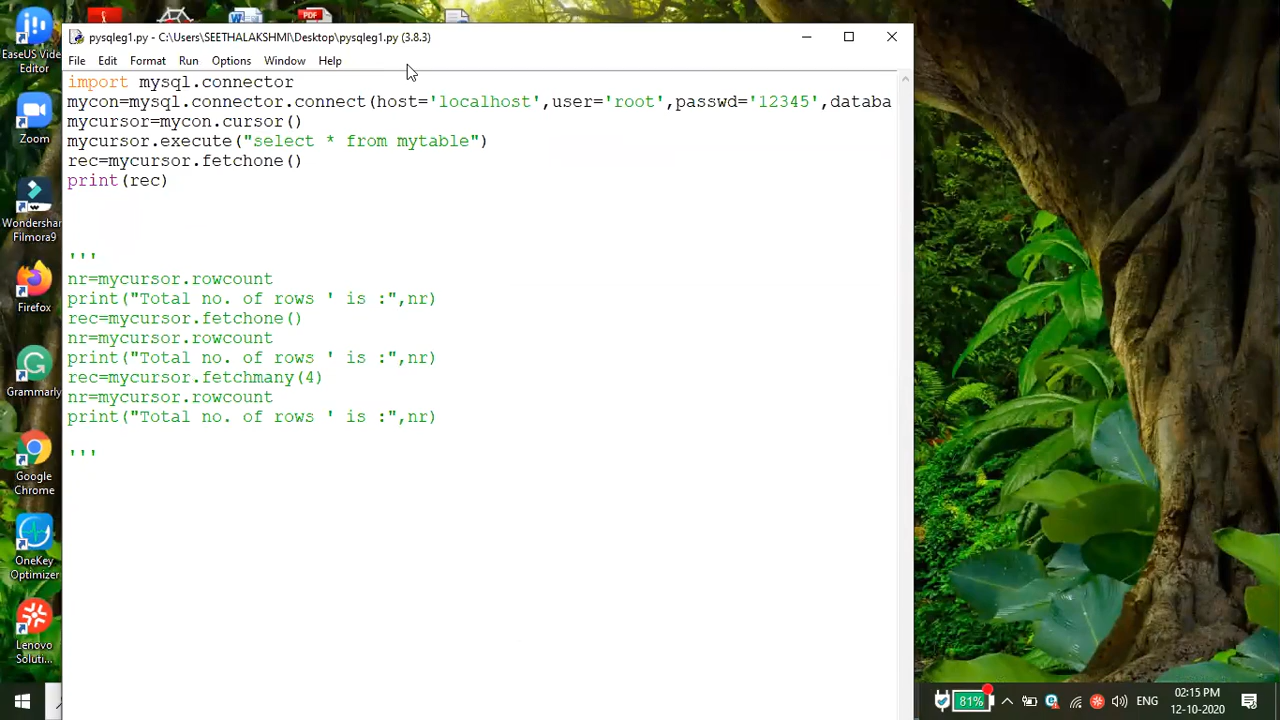 pysqleg1.py - C:\Users\SEETHALAKSHMI\Desktop\pysqleg1.py (3.8.3)
File Edit Format Run Options Window Help
import mysql.connector
mycon=mysql.connector.connect(host='localhost',user='root',passwd='12345',databa
mycursor=mycon.cursor()
mycursor.execute("select * from mytable")
rec=mycursor.fetchone()
print(rec)
'''
nr=mycursor.rowcount
print("Total no. of rows ' is :",nr)
rec=mycursor.fetchone()
nr=mycursor.rowcount
print("Total no. of rows ' is :",nr)
rec=mycursor.fetchmany(4)
nr=mycursor.rowcount
print("Total no. of rows ' is :",nr)
'''
PDF
EaseUS Video
Editor
zoom
Zoom
Wondershar
Filmora9
Firefox
Grammarly
Google
Chrome
OneKey
Optimizer
Lenovo
Soluti...
81%
ENG
02:15 PM
12-10-2020